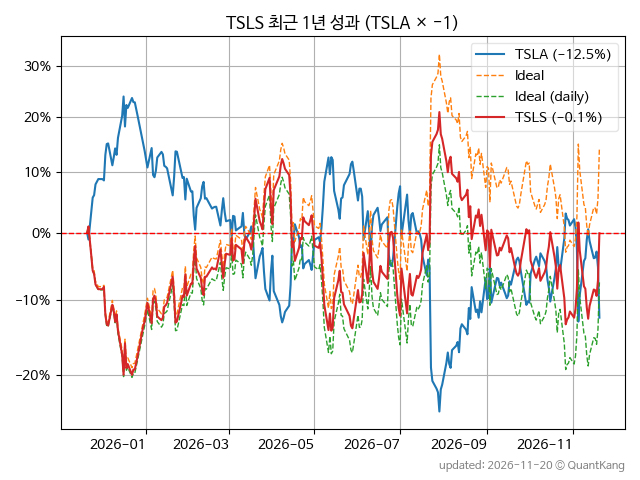 TSLS 최근 1년 성과 (TSLA × −1)
TSLA (−12.5%)
Ideal
Ideal (daily)
TSLS (−0.1%)
30%
20%
10%
0%
−10%
−20%
2026-01
2026-03
2026-05
2026-07
2026-09
2026-11
updated: 2026-11-20 © QuantKang